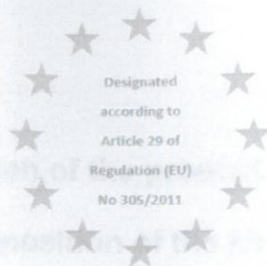 Designated
according to
Article 29 of
Regulation (EU)
No 305/2011